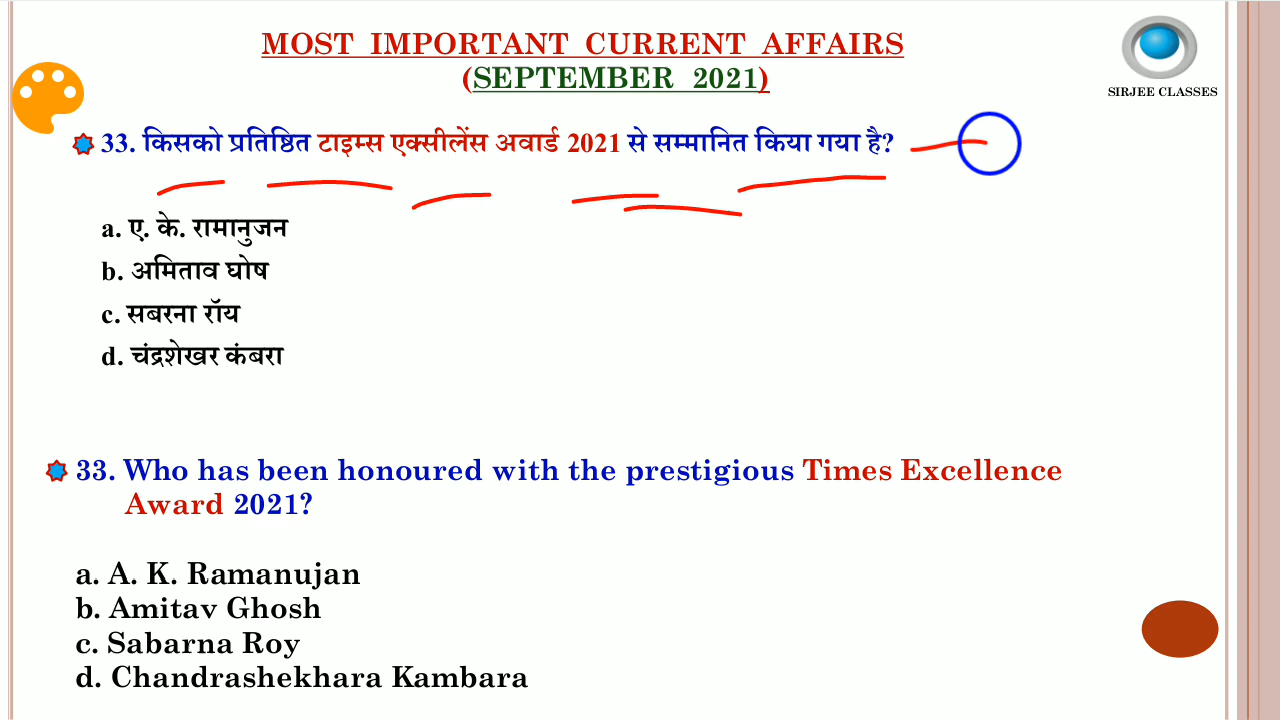 MOST IMPORTANT CURRENT AFFAIRS
(SEPTEMBER 2021)
SIRJEE CLASSES
33. किसको प्रतिष्ठित टाइम्स एक्सीलेंस अवार्ड 2021 से सम्मानित किया गया है?
a. ए. के. रामानुजन
b. अमिताव घोष
c. सबरना रॉय
d. चंद्रशेखर कंबरा
33. Who has been honoured with the prestigious Times Excellence
Award 2021?
a. A. K. Ramanujan
b. Amitav Ghosh
c. Sabarna Roy
d. Chandrashekhara Kambara